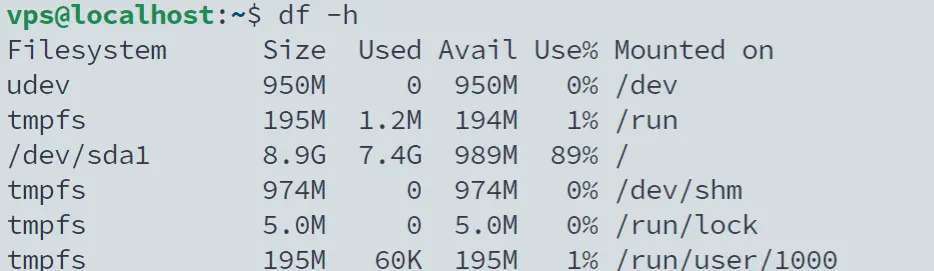 vps@localhost:~$ df -h
Filesystem Size Used Avail Use% Mounted on
udev 950M 0 950M 0% /dev
tmpfs 195M 1.2M 194M 1% /run
/dev/sda1 8.9G 7.4G 989M 89% /
tmpfs 974M 0 974M 0% /dev/shm
tmpfs 5.0M 0 5.0M 0% /run/lock
tmpfs 195M 60K 195M 1% /run/user/1000